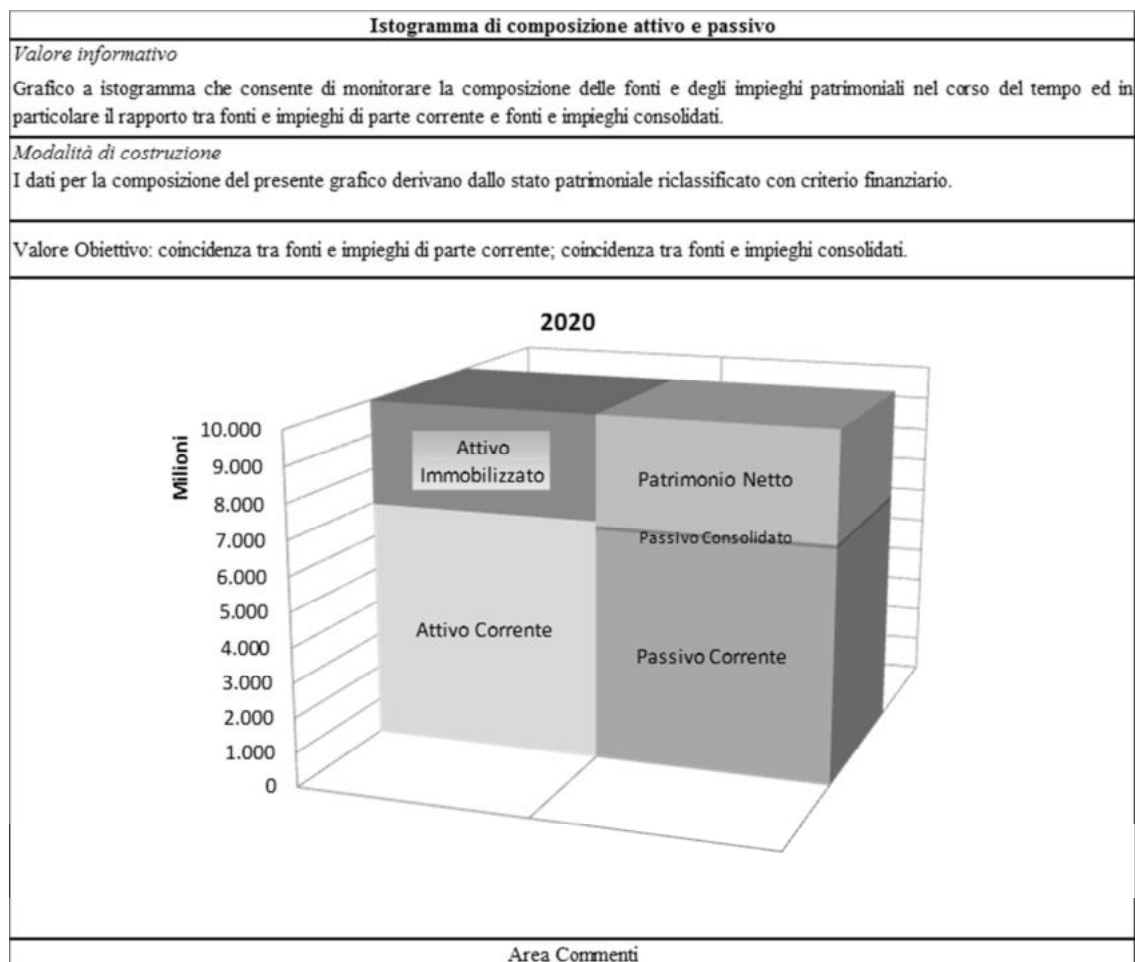 Istogramma di composizione attivo e passivo
Valore informativo
Grafico a istogramma che consente di monitorare la composizione delle fonti e degli impieghi patrimoniali nel corso del tempo ed in
particolare il rapporto tra fonti e impieghi di parte corrente e fonti e impieghi consolidati.
Modalità di costruzione
I dati per la composizione del presente grafico derivano dallo stato patrimoniale riclassificato con criterio finanziario.
Valore Obiettivo: coincidenza tra fonti e impieghi di parte corrente; coincidenza tra fonti e impieghi consolidati.
2020
Milioni
10.000
9.000
8.000
7.000
6.000
5.000
4.000
3.000
2.000
1.000
0
Attivo
Immobilizzato
Patrimonio Netto
Passivo Consolidato
Attivo Corrente
Passivo Corrente
Area Commenti